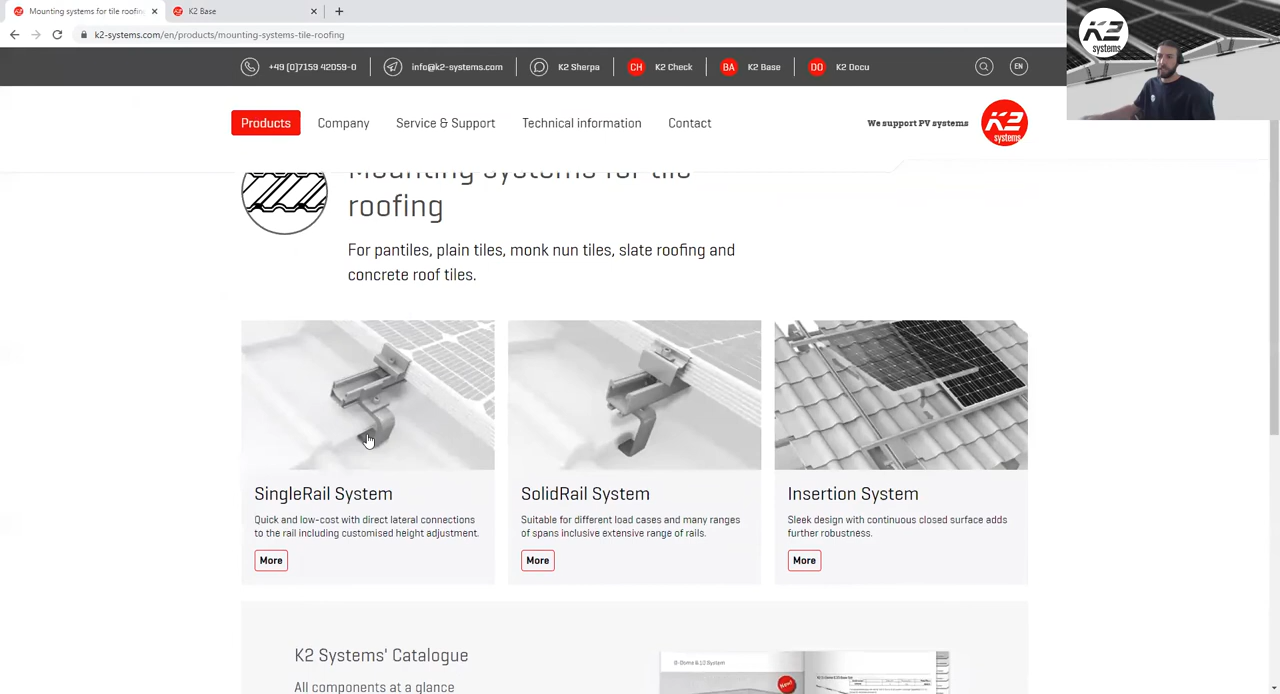 Mounting systems for tile roofin
K2 Base
k2-systems.com/en/products/mounting-systems-tile-roofing
+49 (0)7159 42059-0
info@k2-systems.com
K2 Sherpa
CH K2 Check
BA K2 Base
DO K2 Docu
EN
K2 systems
Products
Company
Service & Support
Technical information
Contact
We support PV systems
K2 systems
Mounting systems for tile
roofing
For pantiles, plain tiles, monk nun tiles, slate roofing and
concrete roof tiles.
SingleRail System
Quick and low-cost with direct lateral connections
to the rail including customised height adjustment.
More
SolidRail System
Suitable for different load cases and many ranges
of spans inclusive extensive range of rails.
More
Insertion System
Sleek design with continuous closed surface adds
further robustness.
More
K2 Systems' Catalogue
All components at a glance.
New!